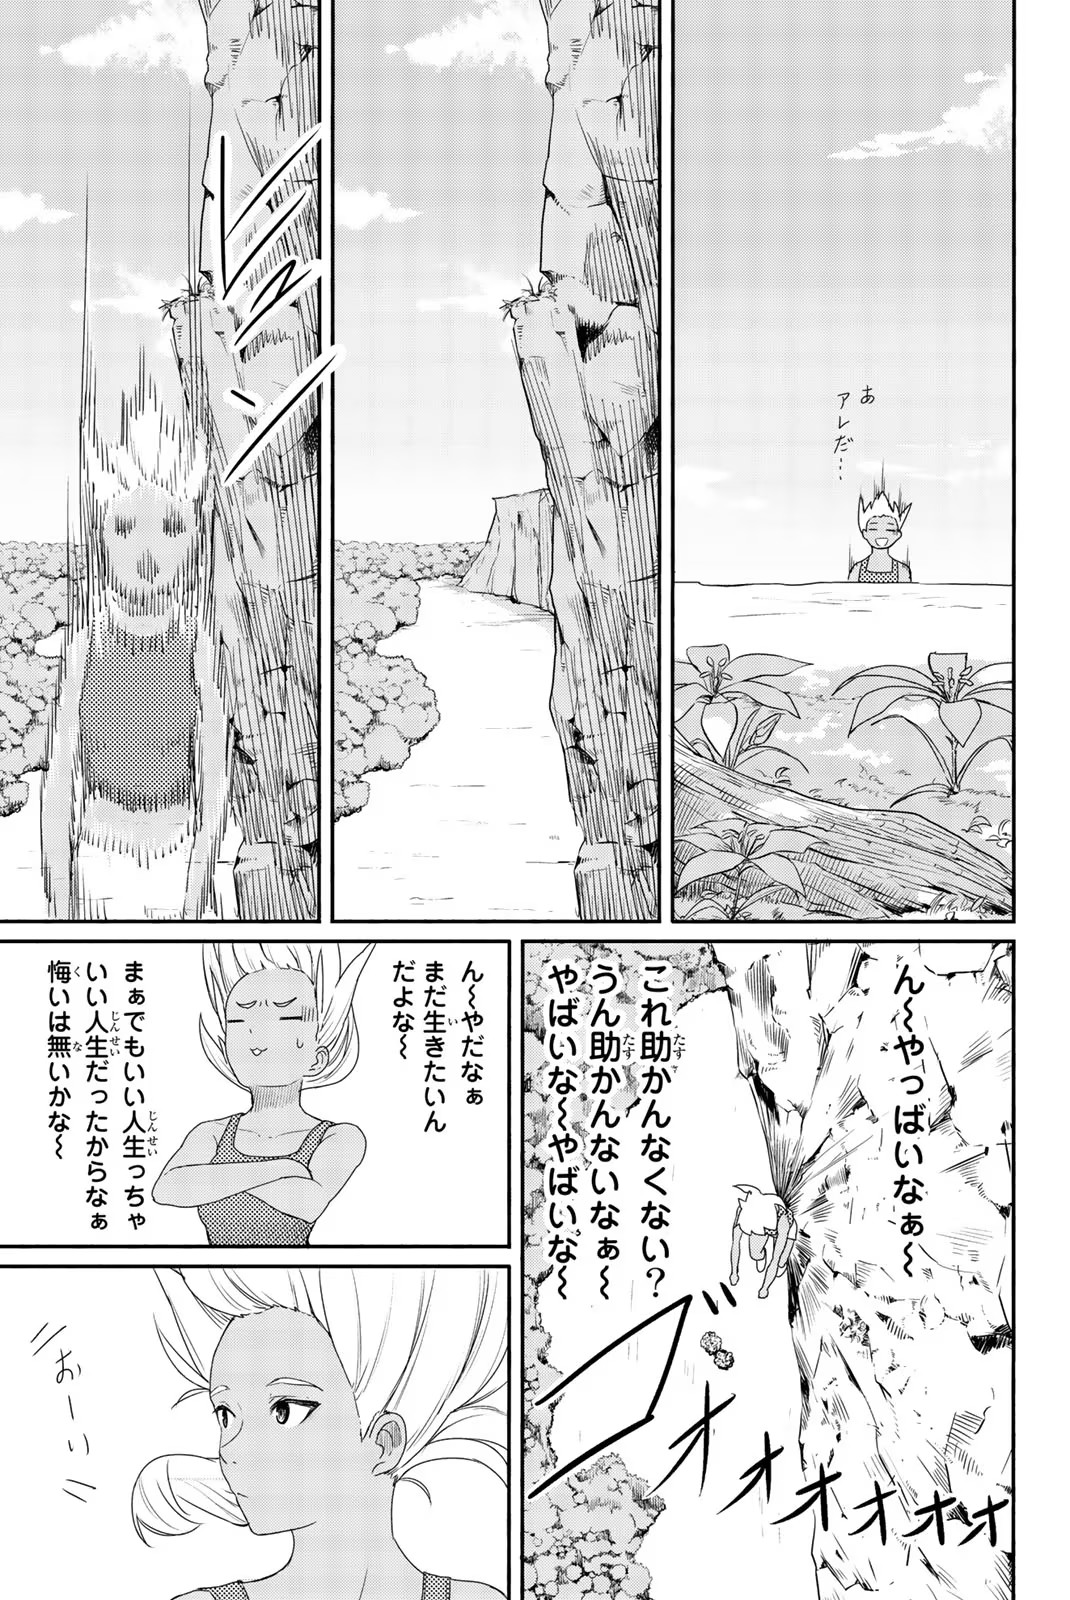 あ
アレだ…
ビュン
ん～やっばいなぁ～
これ助かんなくない？
うん助かんないなぁ～
やばいな～やばいな～
ゴオオオオオオ
ん～やだなぁ
まだ生きたいん
だよな～
まぁでもいい人生っちゃ
いい人生だったからなぁ
悔いは無いかな～
おーい